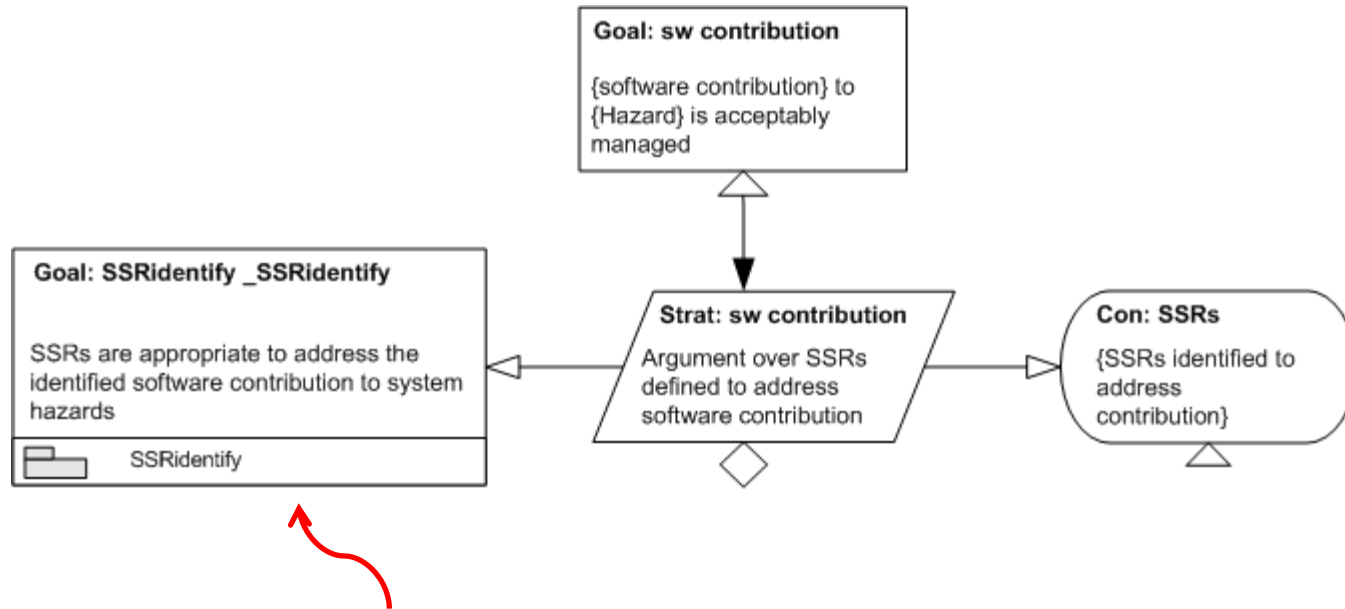 Goal: sw contribution
{software contribution} to
{Hazard} is acceptably
managed
Goal: SSRidentify _SSRidentify
SSRs are appropriate to address the
identified software contribution to system
hazards
SSRidentify
Strat: sw contribution
Argument over SSRs
defined to address
software contribution
Con: SSRs
{SSRs identified to
address
contribution}